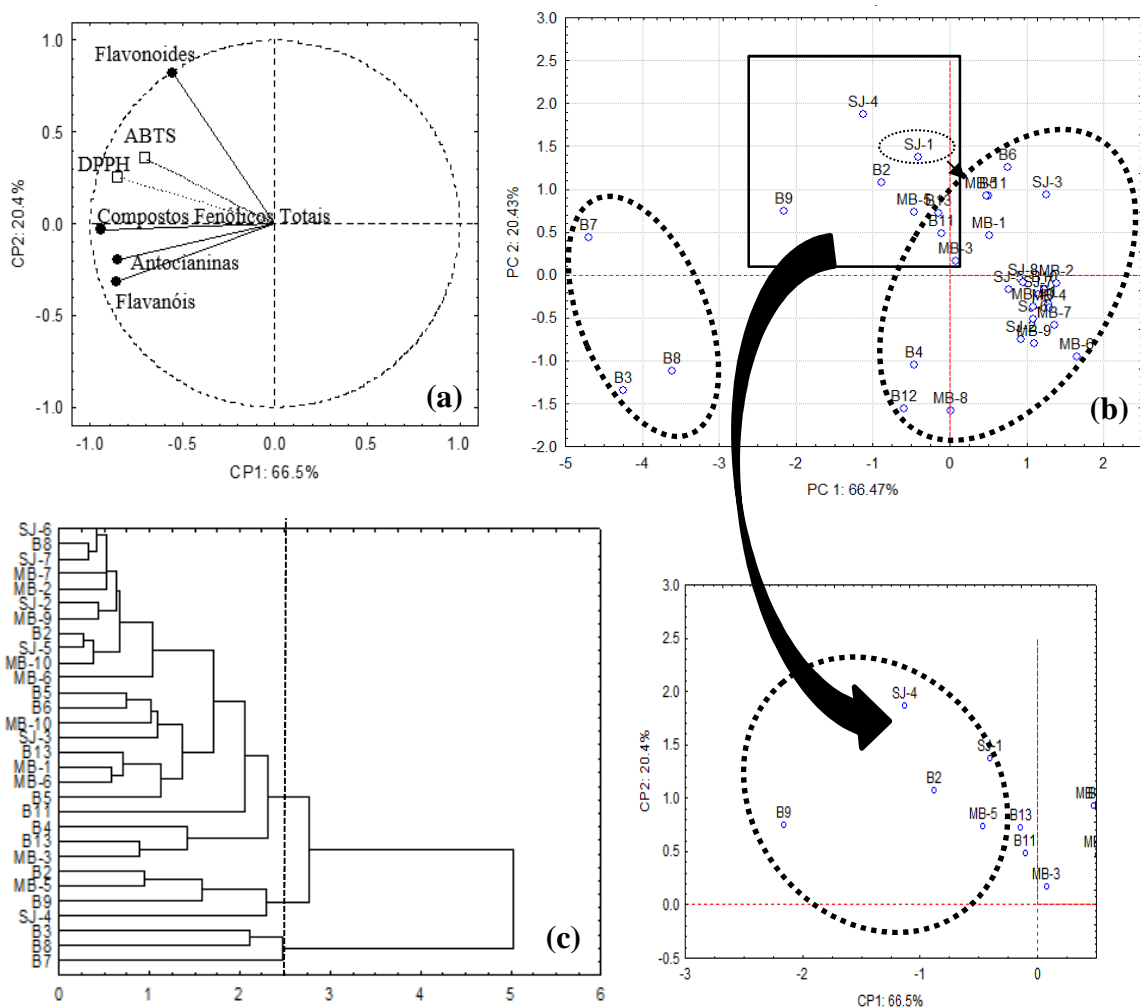 1.0
0.5
0.0
-0.5
-1.0
CP2: 20.4%
Flavonoides
ABTS
DPPH
Compostos Fenólicos Totais
Antocianinas
Flavanóis
(a)
-1.0
-0.5
0.0
0.5
1.0
CP1: 66.5%
3.0
2.5
2.0
1.5
1.0
0.5
0.0
-0.5
-1.0
-1.5
-2.0
PC 2: 20.43%
SJ-4
SJ-1
B2
B6
B9
MB-5
B13
SJ-3
B7
B11
MB-1
MB-3
MB-2
MB-7
SJ-2
MB-9
MB-6
B8
B4
B3
B12
MB-8
(b)
-5
-4
-3
-2
-1
0
1
2
PC 1: 66.47%
SJ-6
B8
SJ-7
MB-7
MB-2
SJ-2
MB-9
B2
SJ-5
MB-10
MB-6
B5
B6
MB-10
SJ-3
B13
MB-1
MB-6
B5
B11
B4
B13
MB-3
B2
MB-5
B9
SJ-4
B3
B8
B7
(c)
0
1
2
3
4
5
6
3.0
2.5
2.0
1.5
1.0
0.5
0.0
0.5
CP2: 20.4%
SJ-4
SJ-1
B2
B9
MB-5
B13
B11
MB-3
-3
-2
-1
0
CP1: 66.5%